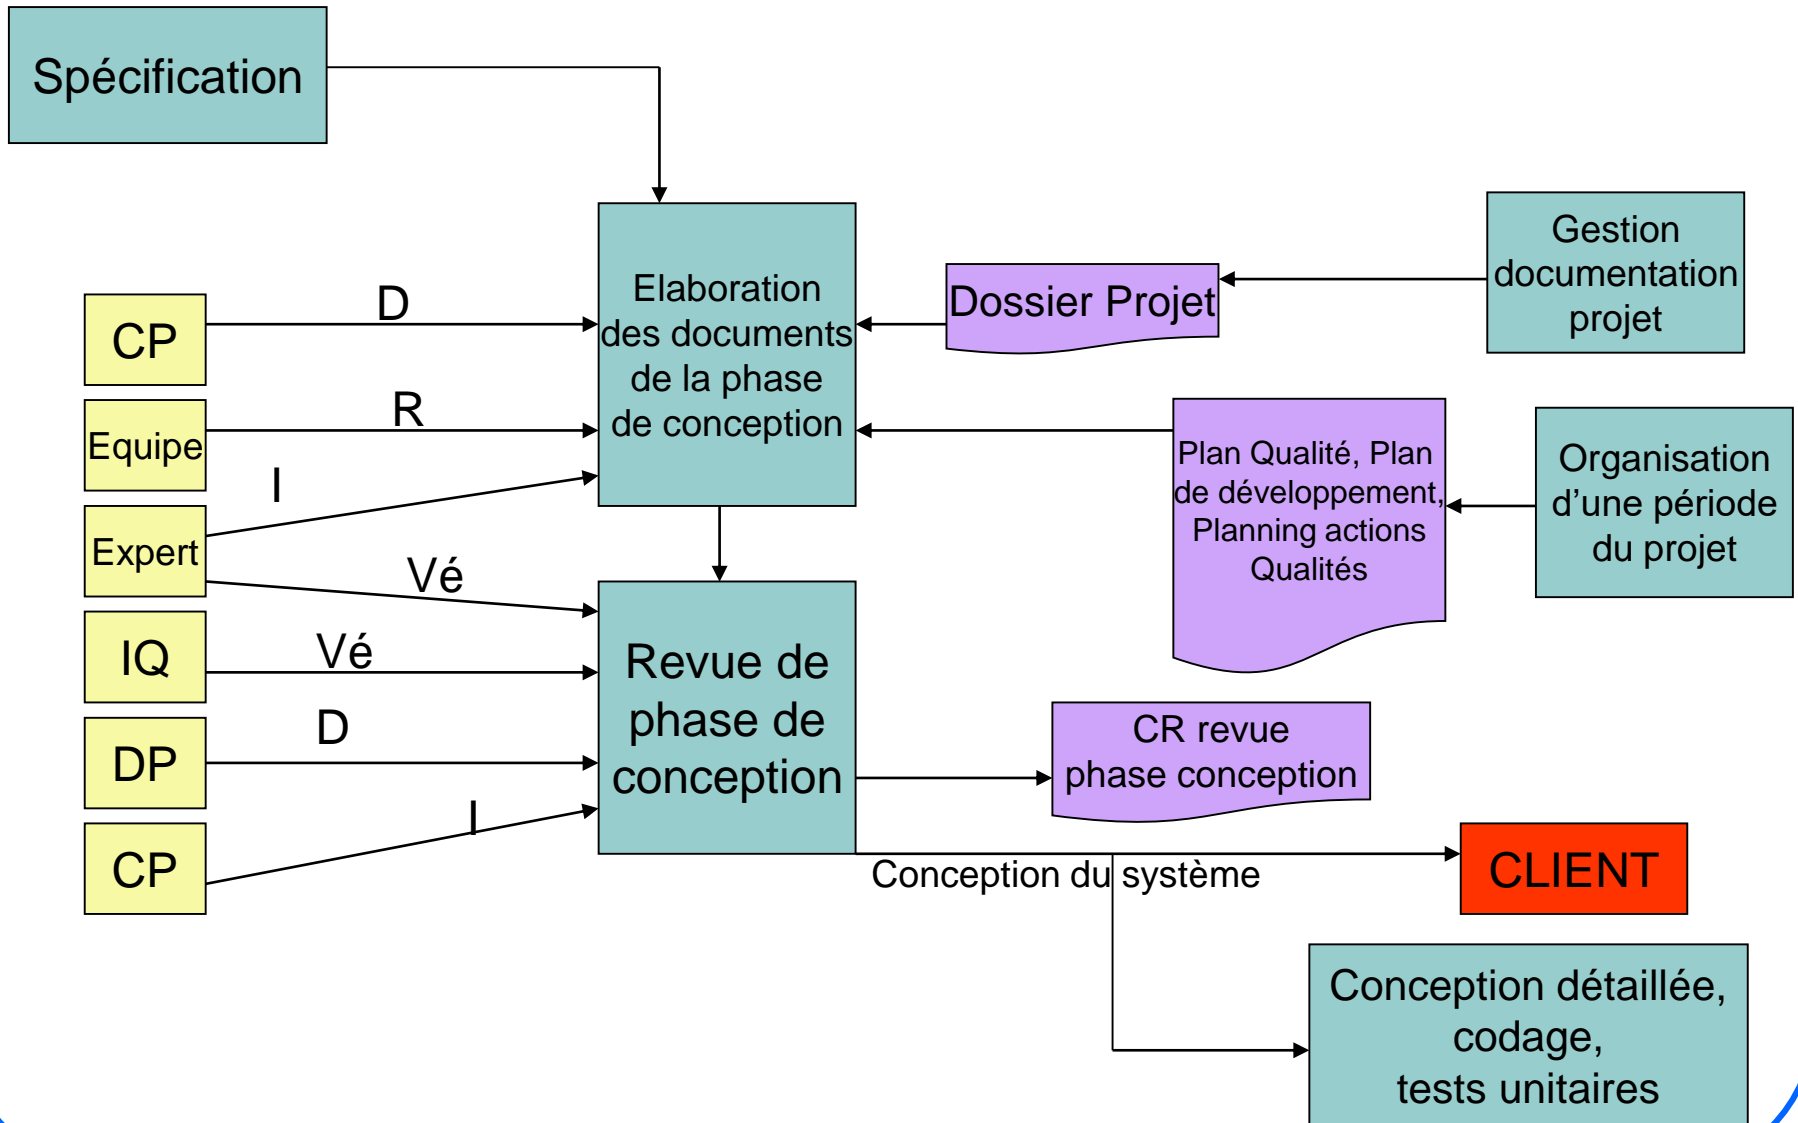 Spécification
Elaboration
des documents
de la phase
de conception
Dossier Projet
Gestion
documentation
projet
CP
D
Equipe
R
Expert
I
Vé
Plan Qualité, Plan
de développement,
Planning actions
Qualités
Organisation
d’une période
du projet
IQ
Vé
DP
D
CP
I
Revue de
phase de
conception
CR revue
phase conception
Conception du système
CLIENT
Conception détaillée,
codage,
tests unitaires